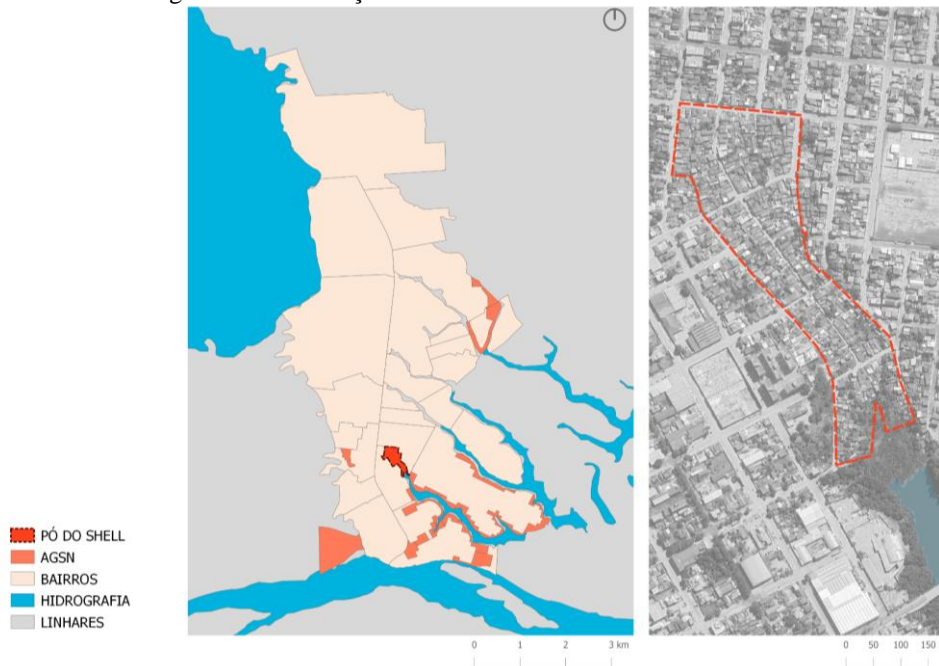 PÓ DO SHELL
AGSN
BAIRROS
HIDROGRAFIA
LINHARES
0 1 2 3 km
0 50 100 150